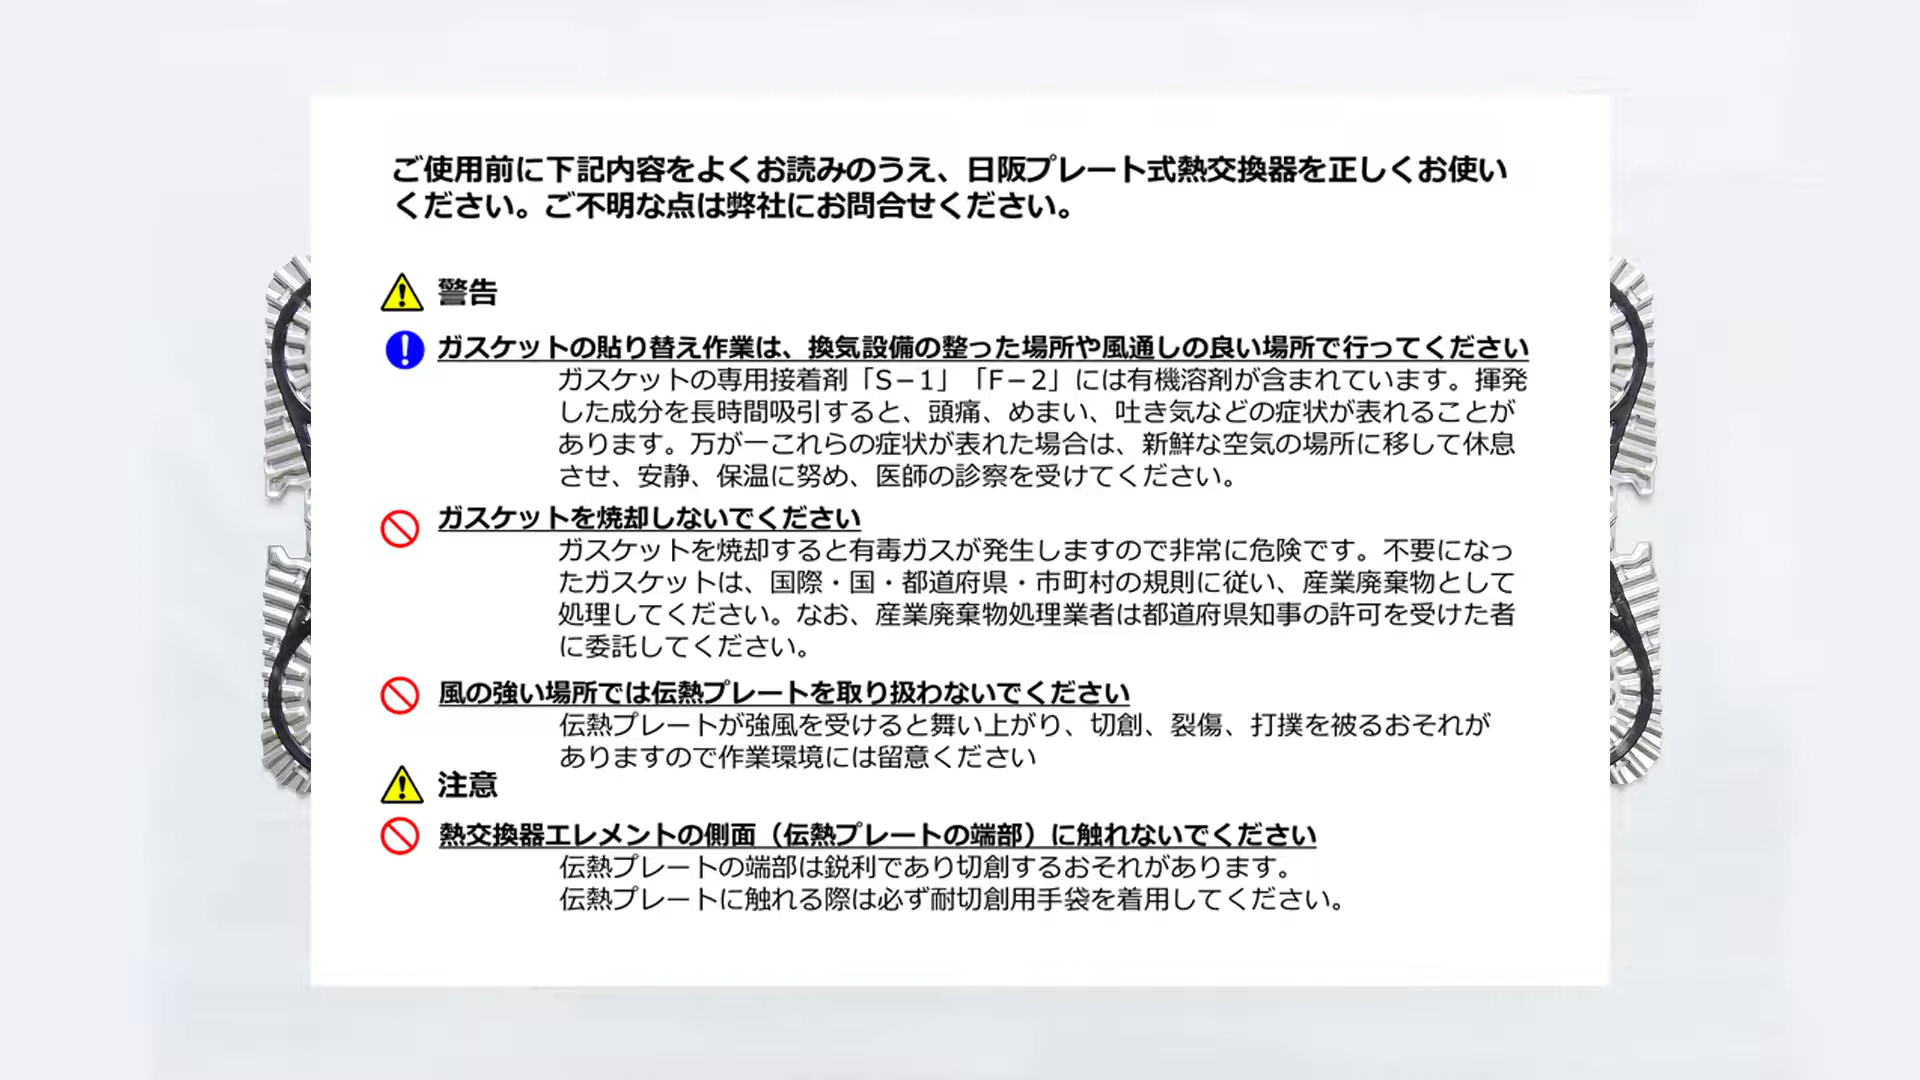 ご使用前に下記内容をよくお読みのうえ、日阪プレート式熱交換器を正しくお使い
ください。ご不明な点は弊社にお問合せください。
警告
ガスケットの貼り替え作業は、換気設備の整った場所や風通しの良い場所で行ってください
ガスケットの専用接着剤「S－1」「F－2」には有機溶剤が含まれています。揮発
した成分を長時間吸引すると、頭痛、めまい、吐き気などの症状が表れることが
あります。万が一これらの症状が表れた場合は、新鮮な空気の場所に移して休息
させ、安静、保温に努め、医師の診察を受けてください。
ガスケットを焼却しないでください
ガスケットを焼却すると有毒ガスが発生しますので非常に危険です。不要になっ
たガスケットは、国際・国・都道府県・市町村の規則に従い、産業廃棄物として
処理してください。なお、産業廃棄物処理業者は都道府県知事の許可を受けた者
に委託してください。
風の強い場所では伝熱プレートを取り扱わないでください
伝熱プレートが強風を受けると舞い上がり、切創、裂傷、打撲を被るおそれが
ありますので作業環境には留意ください
注意
熱交換器エレメントの側面（伝熱プレートの端部）に触れないでください
伝熱プレートの端部は鋭利であり切創するおそれがあります。
伝熱プレートに触れる際は必ず耐切創用手袋を着用してください。